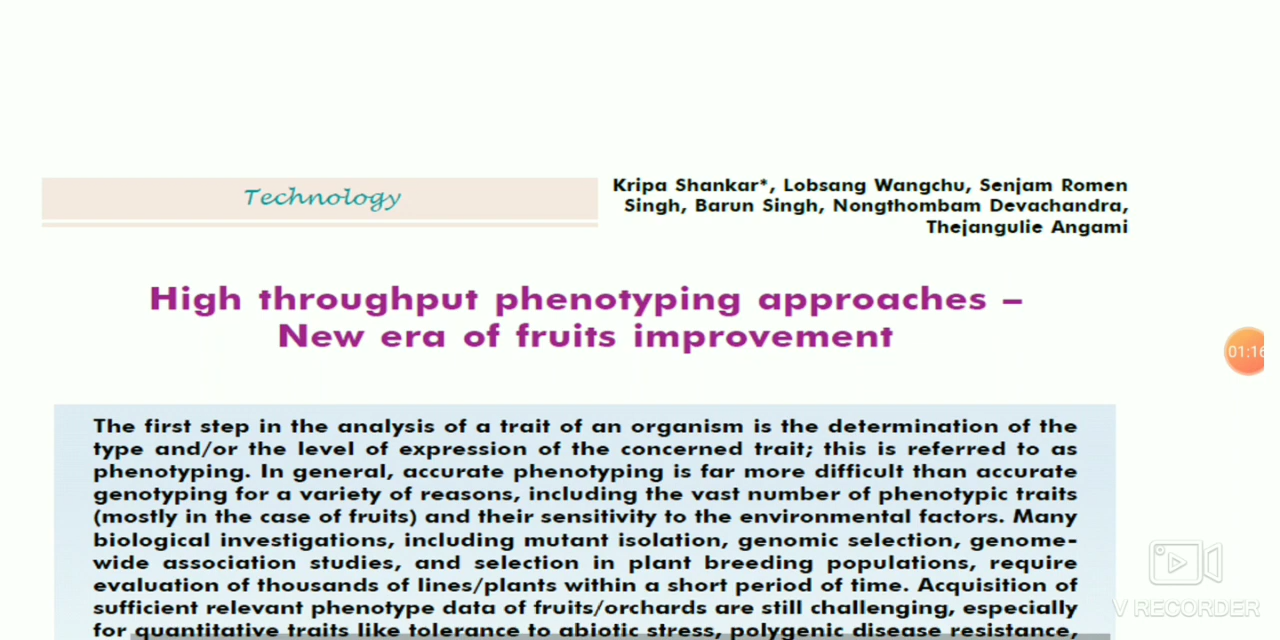 Technology
Kripa Shankar*, Lobsang Wangchu, Senjam Romen
Singh, Barun Singh, Nongthombam Devachandra,
Thejangulie Angami
High throughput phenotyping approaches –
New era of fruits improvement
The first step in the analysis of a trait of an organism is the determination of the
type and/or the level of expression of the concerned trait; this is referred to as
phenotyping. In general, accurate phenotyping is far more difficult than accurate
genotyping for a variety of reasons, including the vast number of phenotypic traits
(mostly in the case of fruits) and their sensitivity to the environmental factors. Many
biological investigations, including mutant isolation, genomic selection, genome-
wide association studies, and selection in plant breeding populations, require
evaluation of thousands of lines/plants within a short period of time. Acquisition of
sufficient relevant phenotype data of fruits/orchards are still challenging, especially
for quantitative traits like tolerance to abiotic stress, polygenic disease resistance,
01:16
V RECORDER